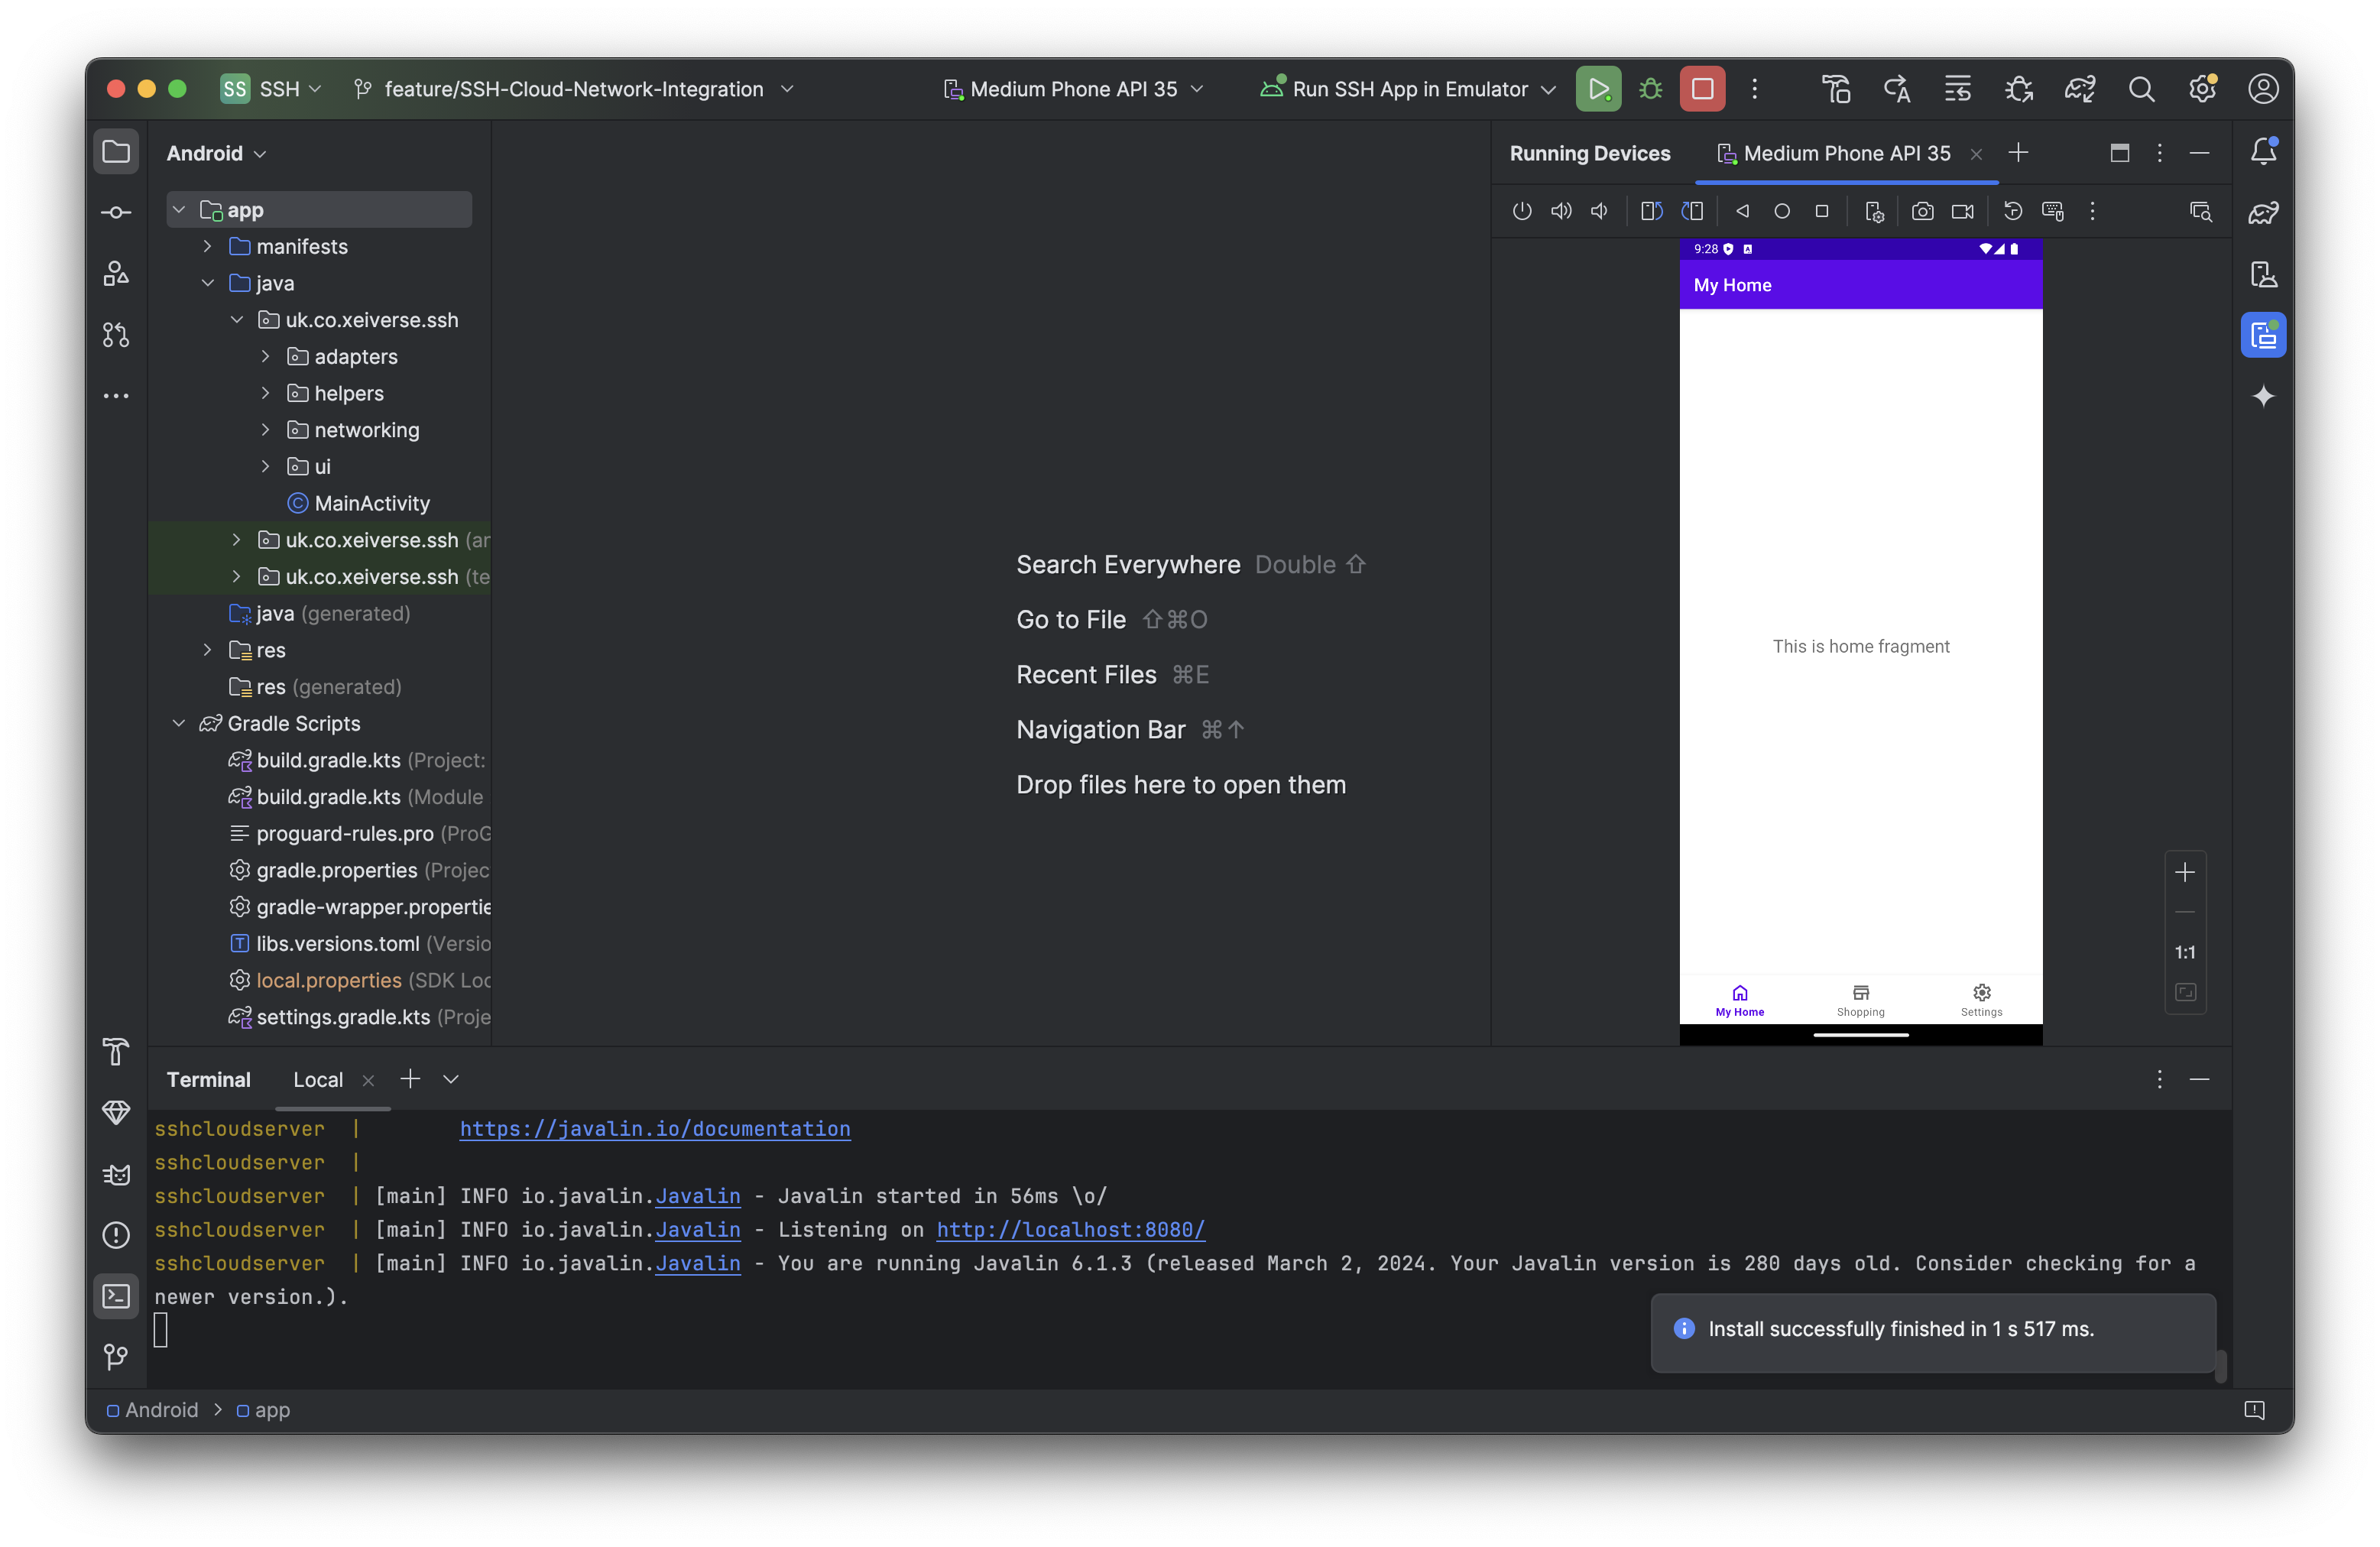 SS SSH feature/SSH-Cloud-Network-Integration Medium Phone API 35 Run SSH App in Emulator
Android
app
manifests
java
uk.co.xeiverse.ssh
adapters
helpers
networking
ui
MainActivity
uk.co.xeiverse.ssh (ar
uk.co.xeiverse.ssh (te
java (generated)
res
res (generated)
Gradle Scripts
build.gradle.kts (Project:
build.gradle.kts (Module
proguard-rules.pro (ProG
gradle.properties (Projec
gradle-wrapper.propertie
libs.versions.toml (Versio
local.properties (SDK Loc
settings.gradle.kts (Proje
Search Everywhere Double ⇧
Go to File ⇧⌘O
Recent Files ⌘E
Navigation Bar ⌘↑
Drop files here to open them
Running Devices Medium Phone API 35
9:28
My Home
This is home fragment
My Home Shopping Settings
1:1
Terminal Local
sshcloudserver | https://javalin.io/documentation
sshcloudserver |
sshcloudserver | [main] INFO io.javalin.Javalin - Javalin started in 56ms \o/
sshcloudserver | [main] INFO io.javalin.Javalin - Listening on http://localhost:8080/
sshcloudserver | [main] INFO io.javalin.Javalin - You are running Javalin 6.1.3 (released March 2, 2024. Your Javalin version is 280 days old. Consider checking for a
newer version.).
Install successfully finished in 1 s 517 ms.
Android > app